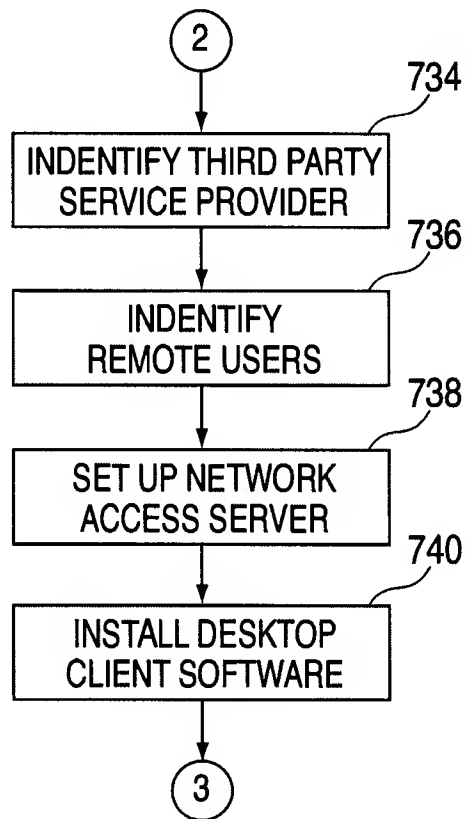 2
734
INDENTIFY THIRD PARTY
SERVICE PROVIDER
736
INDENTIFY
REMOTE USERS
738
SET UP NETWORK
ACCESS SERVER
740
INSTALL DESKTOP
CLIENT SOFTWARE
3